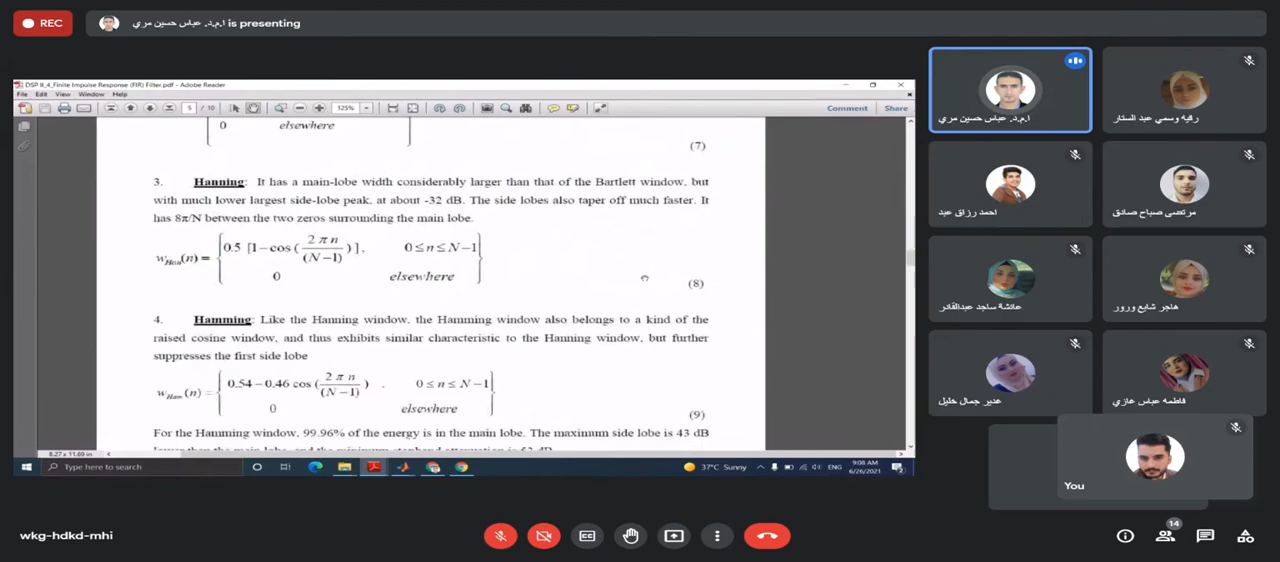 REC
ا.م.د. عباس حسين مري is presenting
DSP II_4_Finite Impulse Response (FIR) Filter.pdf - Adobe Reader
File Edit View Window Help
5 / 10
125%
Comment Share
0 elsewhere
(7)
3. Hanning: It has a main-lobe width considerably larger than that of the Bartlett window, but
with much lower largest side-lobe peak, at about -32 dB. The side lobes also taper off much faster. It
has 8π/N between the two zeros surrounding the main lobe.
w_Han(n) = { 0.5 [1-cos(2πn/(N-1))], 0≤n≤N-1
0 elsewhere }
(8)
4. Hamming: Like the Hanning window, the Hamming window also belongs to a kind of the
raised cosine window, and thus exhibits similar characteristic to the Hanning window, but further
suppresses the first side lobe
w_Ham(n) = { 0.54-0.46 cos(2πn/(N-1)) , 0≤n≤N-1
0 elsewhere }
(9)
For the Hamming window, 99.96% of the energy is in the main lobe. The maximum side lobe is 43 dB
8.27 x 11.69 in
Type here to search
37°C Sunny
ENG
9:08 AM
6/26/2021
2
ا.م.د. عباس حسين مري
رقيه وسمي عبد الستار
احمد رزاق عبد
مرتضى صباح صادق
عائشة ساجد عبدالقادر
هاجر شايع ورور
غدير جمال خليل
فاطمه عباس غازي
You
wkg-hdkd-mhi
CC
14